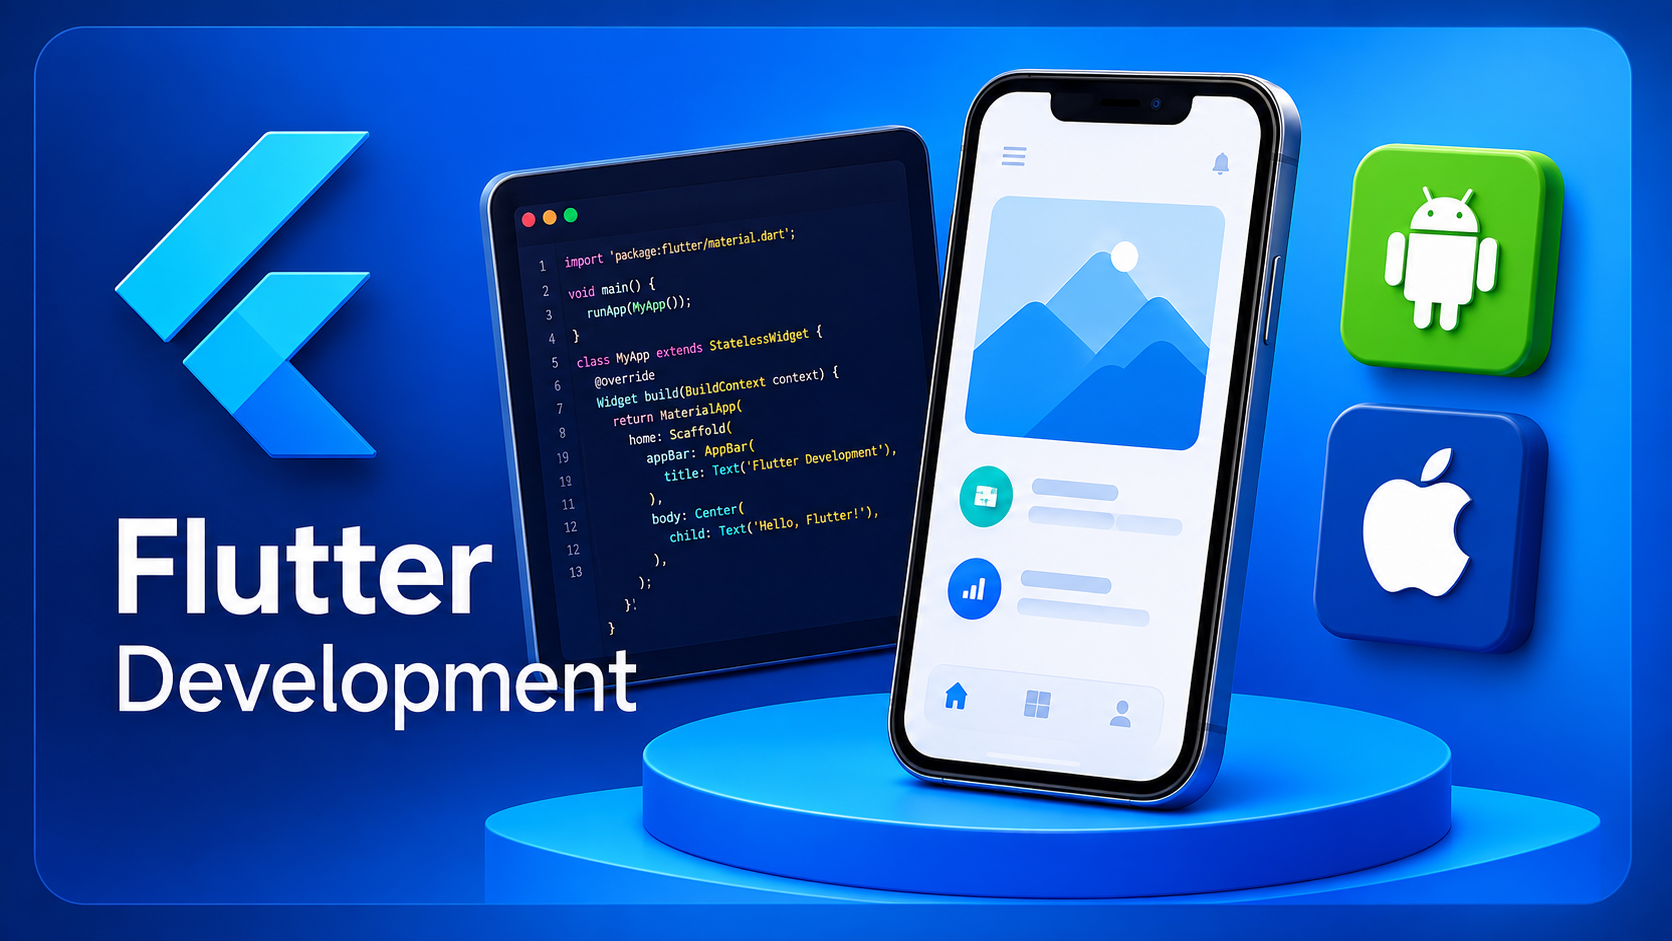 Flutter
Development
1 import 'package:flutter/material.dart';
2 void main() {
3 runApp(MyApp());
4 }
5 class MyApp extends StatelessWidget {
6 @override
7 Widget build(BuildContext context) {
8 return MaterialApp(
19 home: Scaffold(
appBar: AppBar(
11 title: Text('Flutter Development'),
12 ),
12 body: Center(
13 child: Text('Hello, Flutter!'),
),
);
}
}